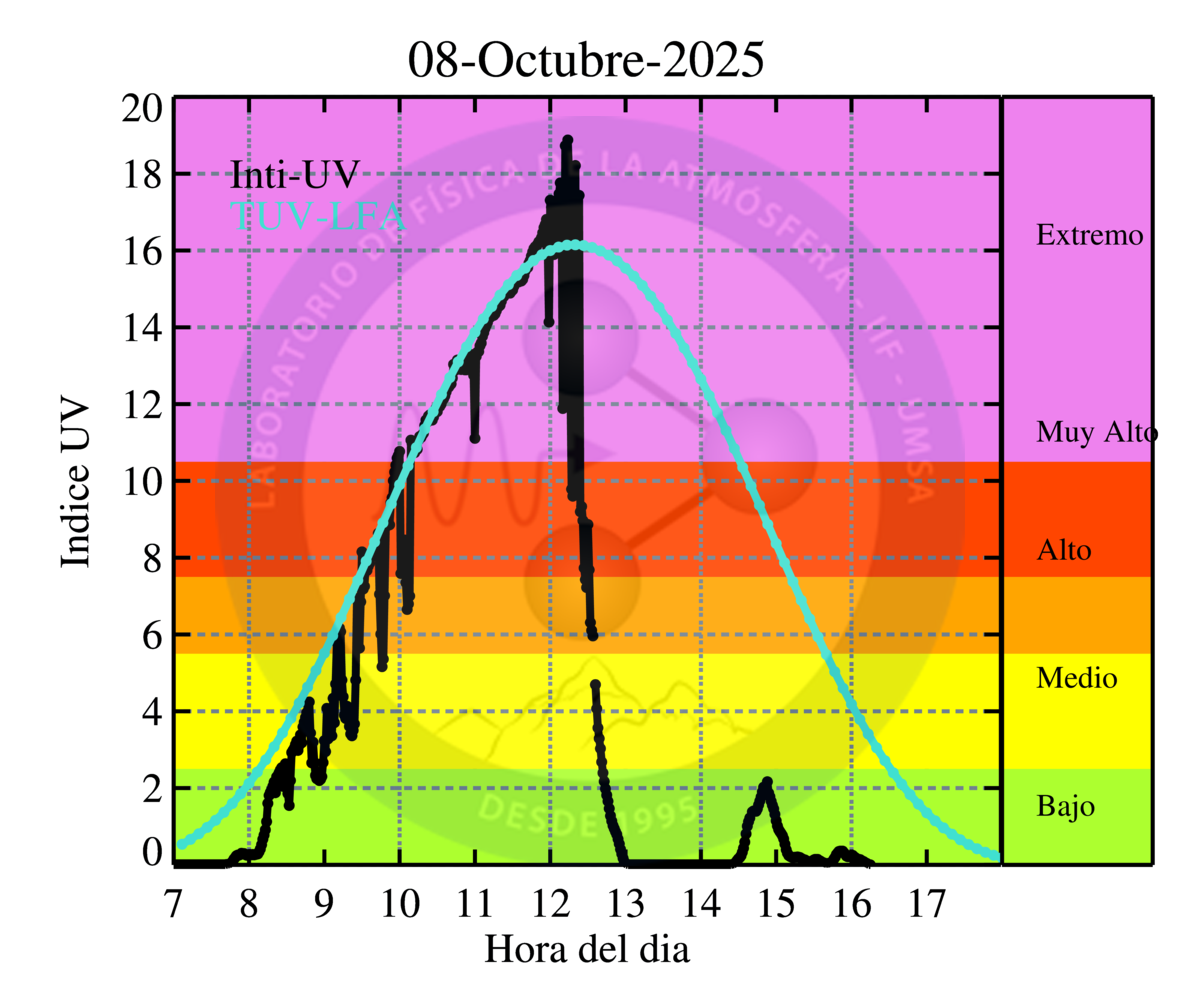 08-Octubre-2025
20
18
16
14
12
10
8
6
4
2
0
Indice UV
Inti-UV
TUV-LFA
LABORATORIO DE FÍSICA DE LA ATMÓSFERA - IIF - UMSA
DESDE 1995
Extremo
Muy Alto
Alto
Medio
Bajo
7 8 9 10 11 12 13 14 15 16 17
Hora del dia